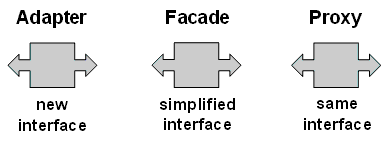 Adapter Facade Proxy
new simplified same
interface interface interface